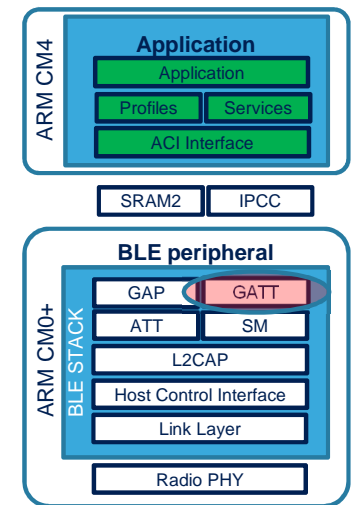 ARM CM4
Application
Application
Profiles Services
ACI Interface
SRAM2 IPCC
ARM CM0+
BLE peripheral
BLE STACK
GAP GATT
ATT SM
L2CAP
Host Control Interface
Link Layer
Radio PHY